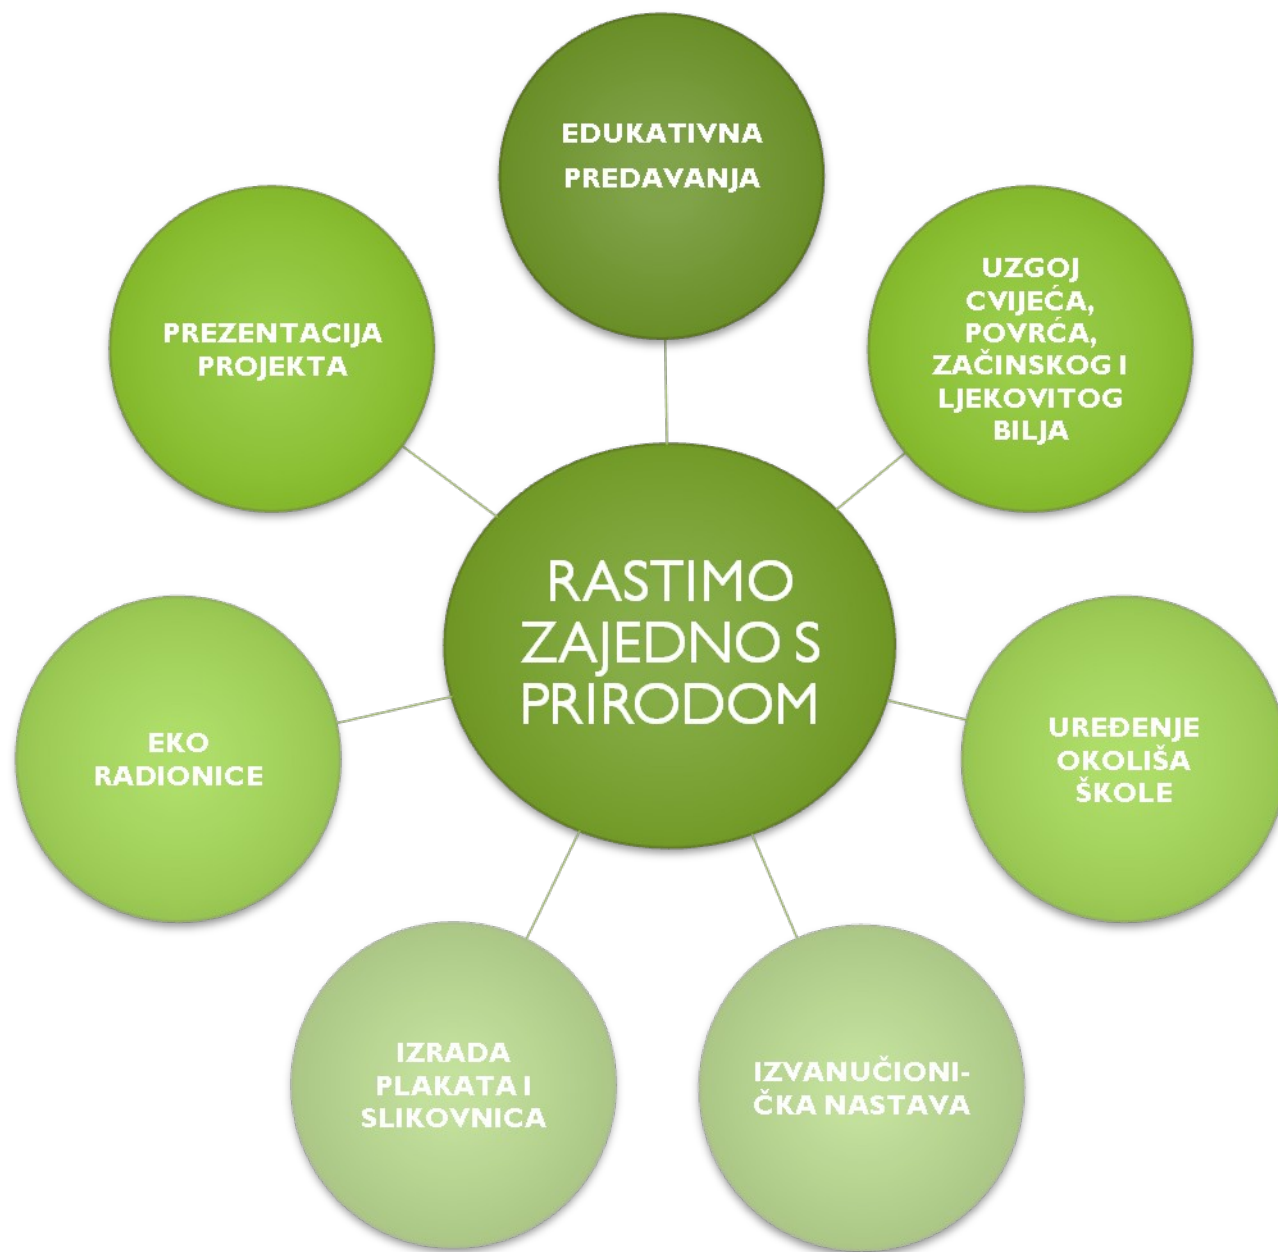 EDUKATIVNA
PREDAVANJA
UZGOJ
CVIJEĆA,
POVRĆA,
ZAČINSKOG I
LJEKOVITOG
BILJA
PREZENTACIJA
PROJEKTA
RASTIMO
ZAJEDNO S
PRIRODOM
UREĐENJE
OKOLIŠA
ŠKOLE
EKO
RADIONICE
IZRADA
PLAKATA I
SLIKOVNICA
IZVANUČIONI-
ČKA NASTAVA